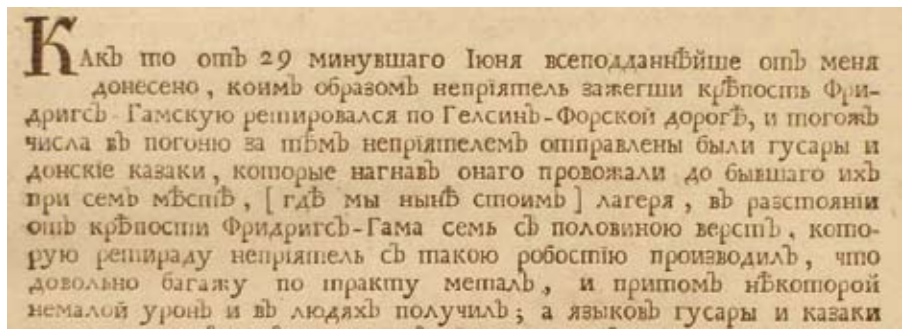 КАкЪ то отЪ 29 минувшаго Іюня всеподданнѢйше отЪ меня
донесено, коимЪ образомЪ непріятель зажегши крѢпость Фри-
дригсЪ-Гамскую ретировался по ГелсинЪ-Форской дорогѢ, и тогожЪ
числа вЪ погоню за тѢмЪ непріятелемЪ отправлены были гусары и
донскіе казаки, которые нагнавЪ онаго провожали до бывшаго ихЪ
при семЪ мѢстѢ, [ гдѢ мы нынѢ стоимЪ ] лагеря, вЪ разстояніи
отЪ крѢпости ФридригсЪ-Гама семь сЪ половиною верстЪ, кото-
рую ретираду непріятель сЪ такою робостію производилЪ, что
довольно багажу по тракту металЪ, и притомЪ нѢкоторой
немалой уронЪ и вЪ людяхЪ получилЪ; а языковЪ гусары и казаки